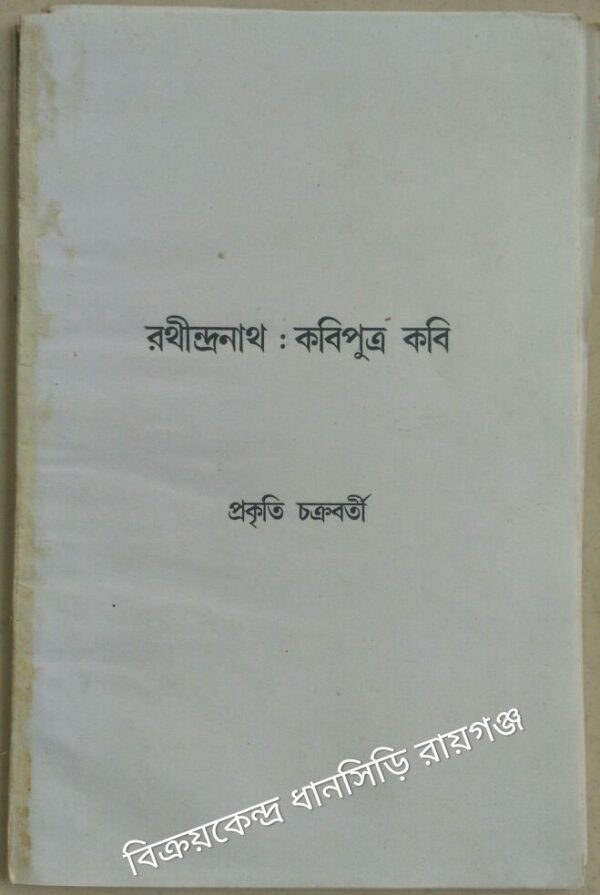 রথীন্দ্রনাথ : কবিপুত্র কবি
প্রকৃতি চক্রবর্তী
বিক্রয়কেন্দ্র ধানসিড়ি রায়গঞ্জ